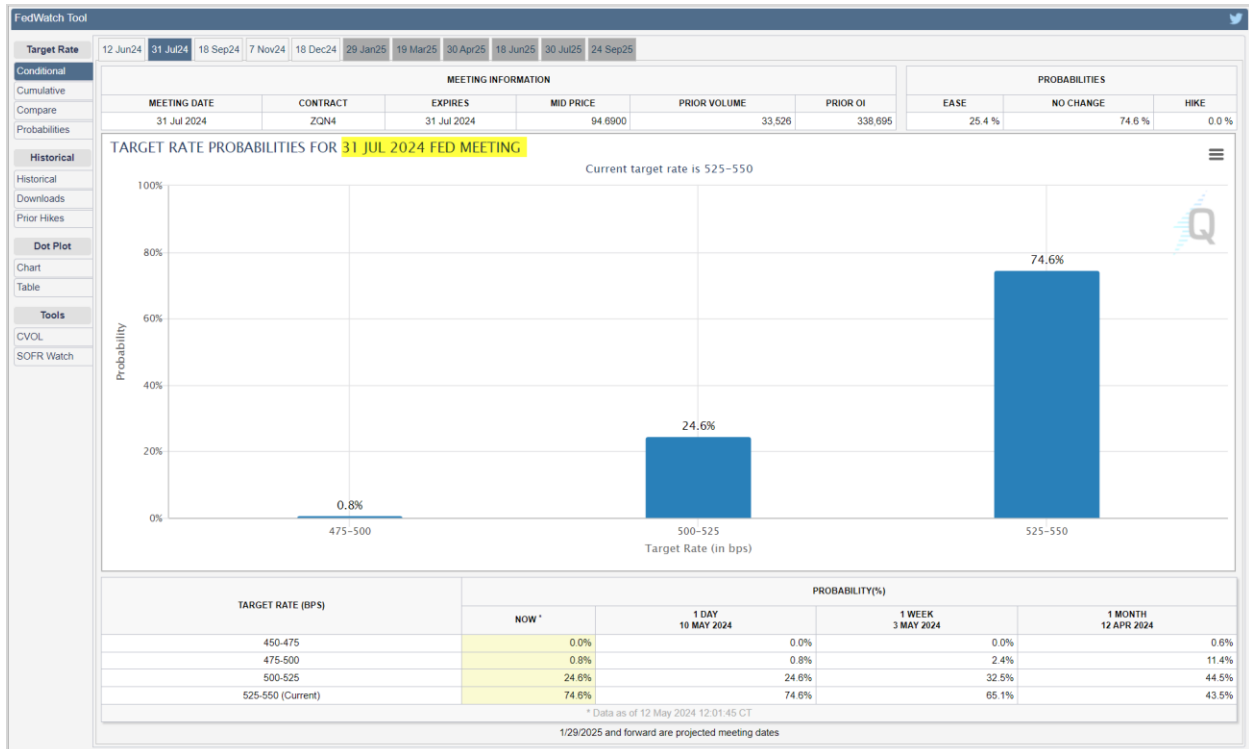 FedWatch Tool
Target Rate
Conditional
Cumulative
Compare
Probabilities
Historical
Historical
Downloads
Prior Hikes
Dot Plot
Chart
Table
Tools
CVOL
SOFR Watch
12 Jun24 31 Jul24 18 Sep24 7 Nov24 18 Dec24 29 Jan25 19 Mar25 30 Apr25 18 Jun25 30 Jul25 24 Sep25
MEETING INFORMATION
MEETING DATE CONTRACT EXPIRES MID PRICE PRIOR VOLUME PRIOR OI
31 Jul 2024 ZQN4 31 Jul 2024 94.6900 33,526 338,695
PROBABILITIES
EASE NO CHANGE HIKE
25.4 % 74.6 % 0.0 %
TARGET RATE PROBABILITIES FOR 31 JUL 2024 FED MEETING
Current target rate is 525-550
Q
Probability
100%
80%
60%
40%
20%
0%
0.8%
24.6%
74.6%
475-500 500-525 525-550
Target Rate (in bps)
TARGET RATE (BPS) PROBABILITY(%)
NOW * 1 DAY 1 WEEK 1 MONTH
10 MAY 2024 3 MAY 2024 12 APR 2024
450-475 0.0% 0.0% 0.0% 0.6%
475-500 0.8% 0.8% 2.4% 11.4%
500-525 24.6% 24.6% 32.5% 44.5%
525-550 (Current) 74.6% 74.6% 65.1% 43.5%
* Data as of 12 May 2024 12:01:45 CT
1/29/2025 and forward are projected meeting dates